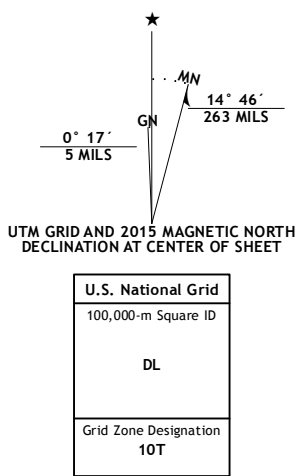 ★
MN
GN
14° 46´
263 MILS
0° 17´
5 MILS
UTM GRID AND 2015 MAGNETIC NORTH
DECLINATION AT CENTER OF SHEET
U.S. National Grid
100,000-m Square ID
DL
Grid Zone Designation
10T